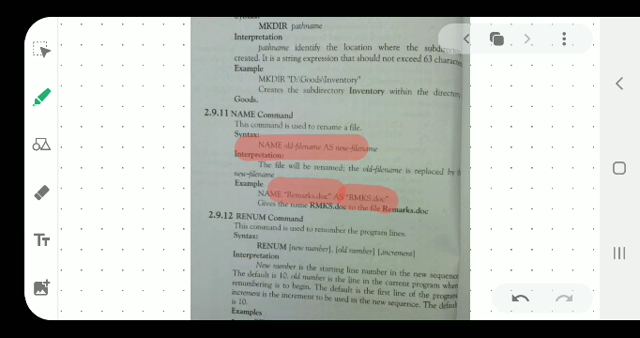 MKDIR pathname
Interpretation
pathname identify the location where the
created. It is a string expression that should not exceed 63
Example
MKDIR "D:/Goods\Inventory"
Creates the subdirectory Inventory within the
Goods.
2.9.11 NAME Command
This command is used to rename a file.
Syntax:
NAME old-filename AS new-filename
Interpretation:
The file will be renamed; the old-filename is replaced by
new-filename
Example
NAME "Remarks.doc" AS "RMKS.doc"
Gives the name RMKS.doc to the file Remarks.doc
2.9.12 RENUM Command
This command is used to renumber the program lines.
Syntax:
RENUM [new number], [old number] [,increment]
Interpretation
New number is the starting line number in the new sequence
The default is 10. old number is the line in the current program when
renumbering is to begin. The default is the first line of the program
increment is the increment to be used in the new sequence. The
is 10.
Examples
Tt